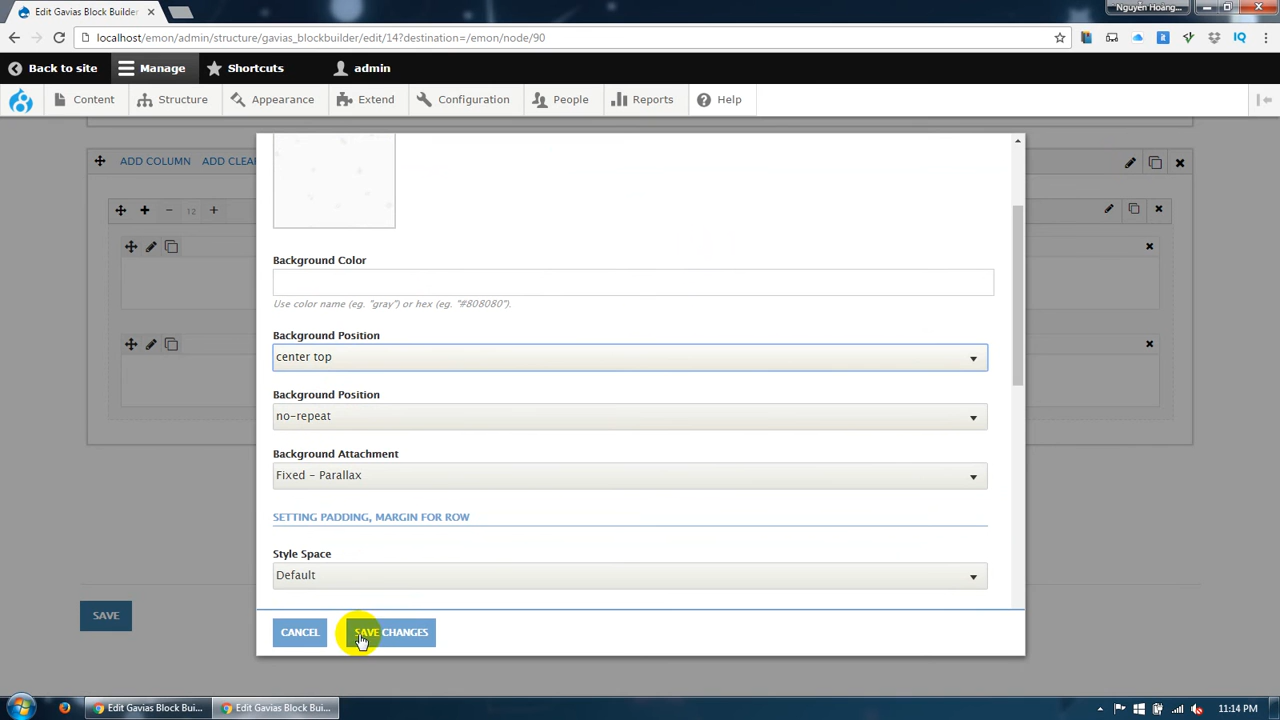 Edit Gavias Block Builder
Nguyen Hoang...
localhost/emon/admin/structure/gavias_blockbuilder/edit/14?destination=/emon/node/90
Back to site
Manage
Shortcuts
admin
Content
Structure
Appearance
Extend
Configuration
People
Reports
Help
ADD COLUMN
ADD CLEA
12
Background Color
Use color name (eg. "gray") or hex (eg. "#808080").
Background Position
center top
Background Position
no-repeat
Background Attachment
Fixed - Parallax
SETTING PADDING, MARGIN FOR ROW
Style Space
Default
SAVE
CANCEL
SAVE CHANGES
Edit Gavias Block Buil...
Edit Gavias Block Buil...
11:14 PM